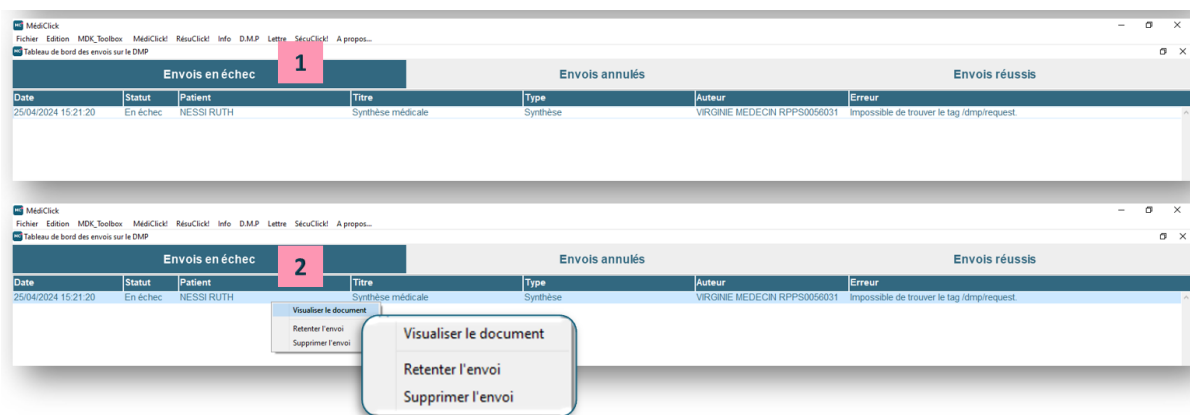 MédiClick
Fichier Edition MDK_Toolbox MédiClick! RésuClick! Info D.M.P Lettre SécuClick! A propos...
Tableau de bord des envois sur le DMP
1
Envois en échec Envois annulés Envois réussis
Date Statut Patient Titre Type Auteur Erreur
25/04/2024 15:21:20 En échec NESSI RUTH Synthèse médicale Synthèse VIRGINIE MEDECIN RPPS0056031 Impossible de trouver le tag /dmp/request.
MédiClick
Fichier Edition MDK_Toolbox MédiClick! RésuClick! Info D.M.P Lettre SécuClick! A propos...
Tableau de bord des envois sur le DMP
2
Envois en échec Envois annulés Envois réussis
Date Statut Patient Titre Type Auteur Erreur
25/04/2024 15:21:20 En échec NESSI RUTH Synthèse médicale Synthèse VIRGINIE MEDECIN RPPS0056031 Impossible de trouver le tag /dmp/request.
Visualiser le document
Retenter l'envoi
Supprimer l'envoi
Visualiser le document
Retenter l'envoi
Supprimer l'envoi